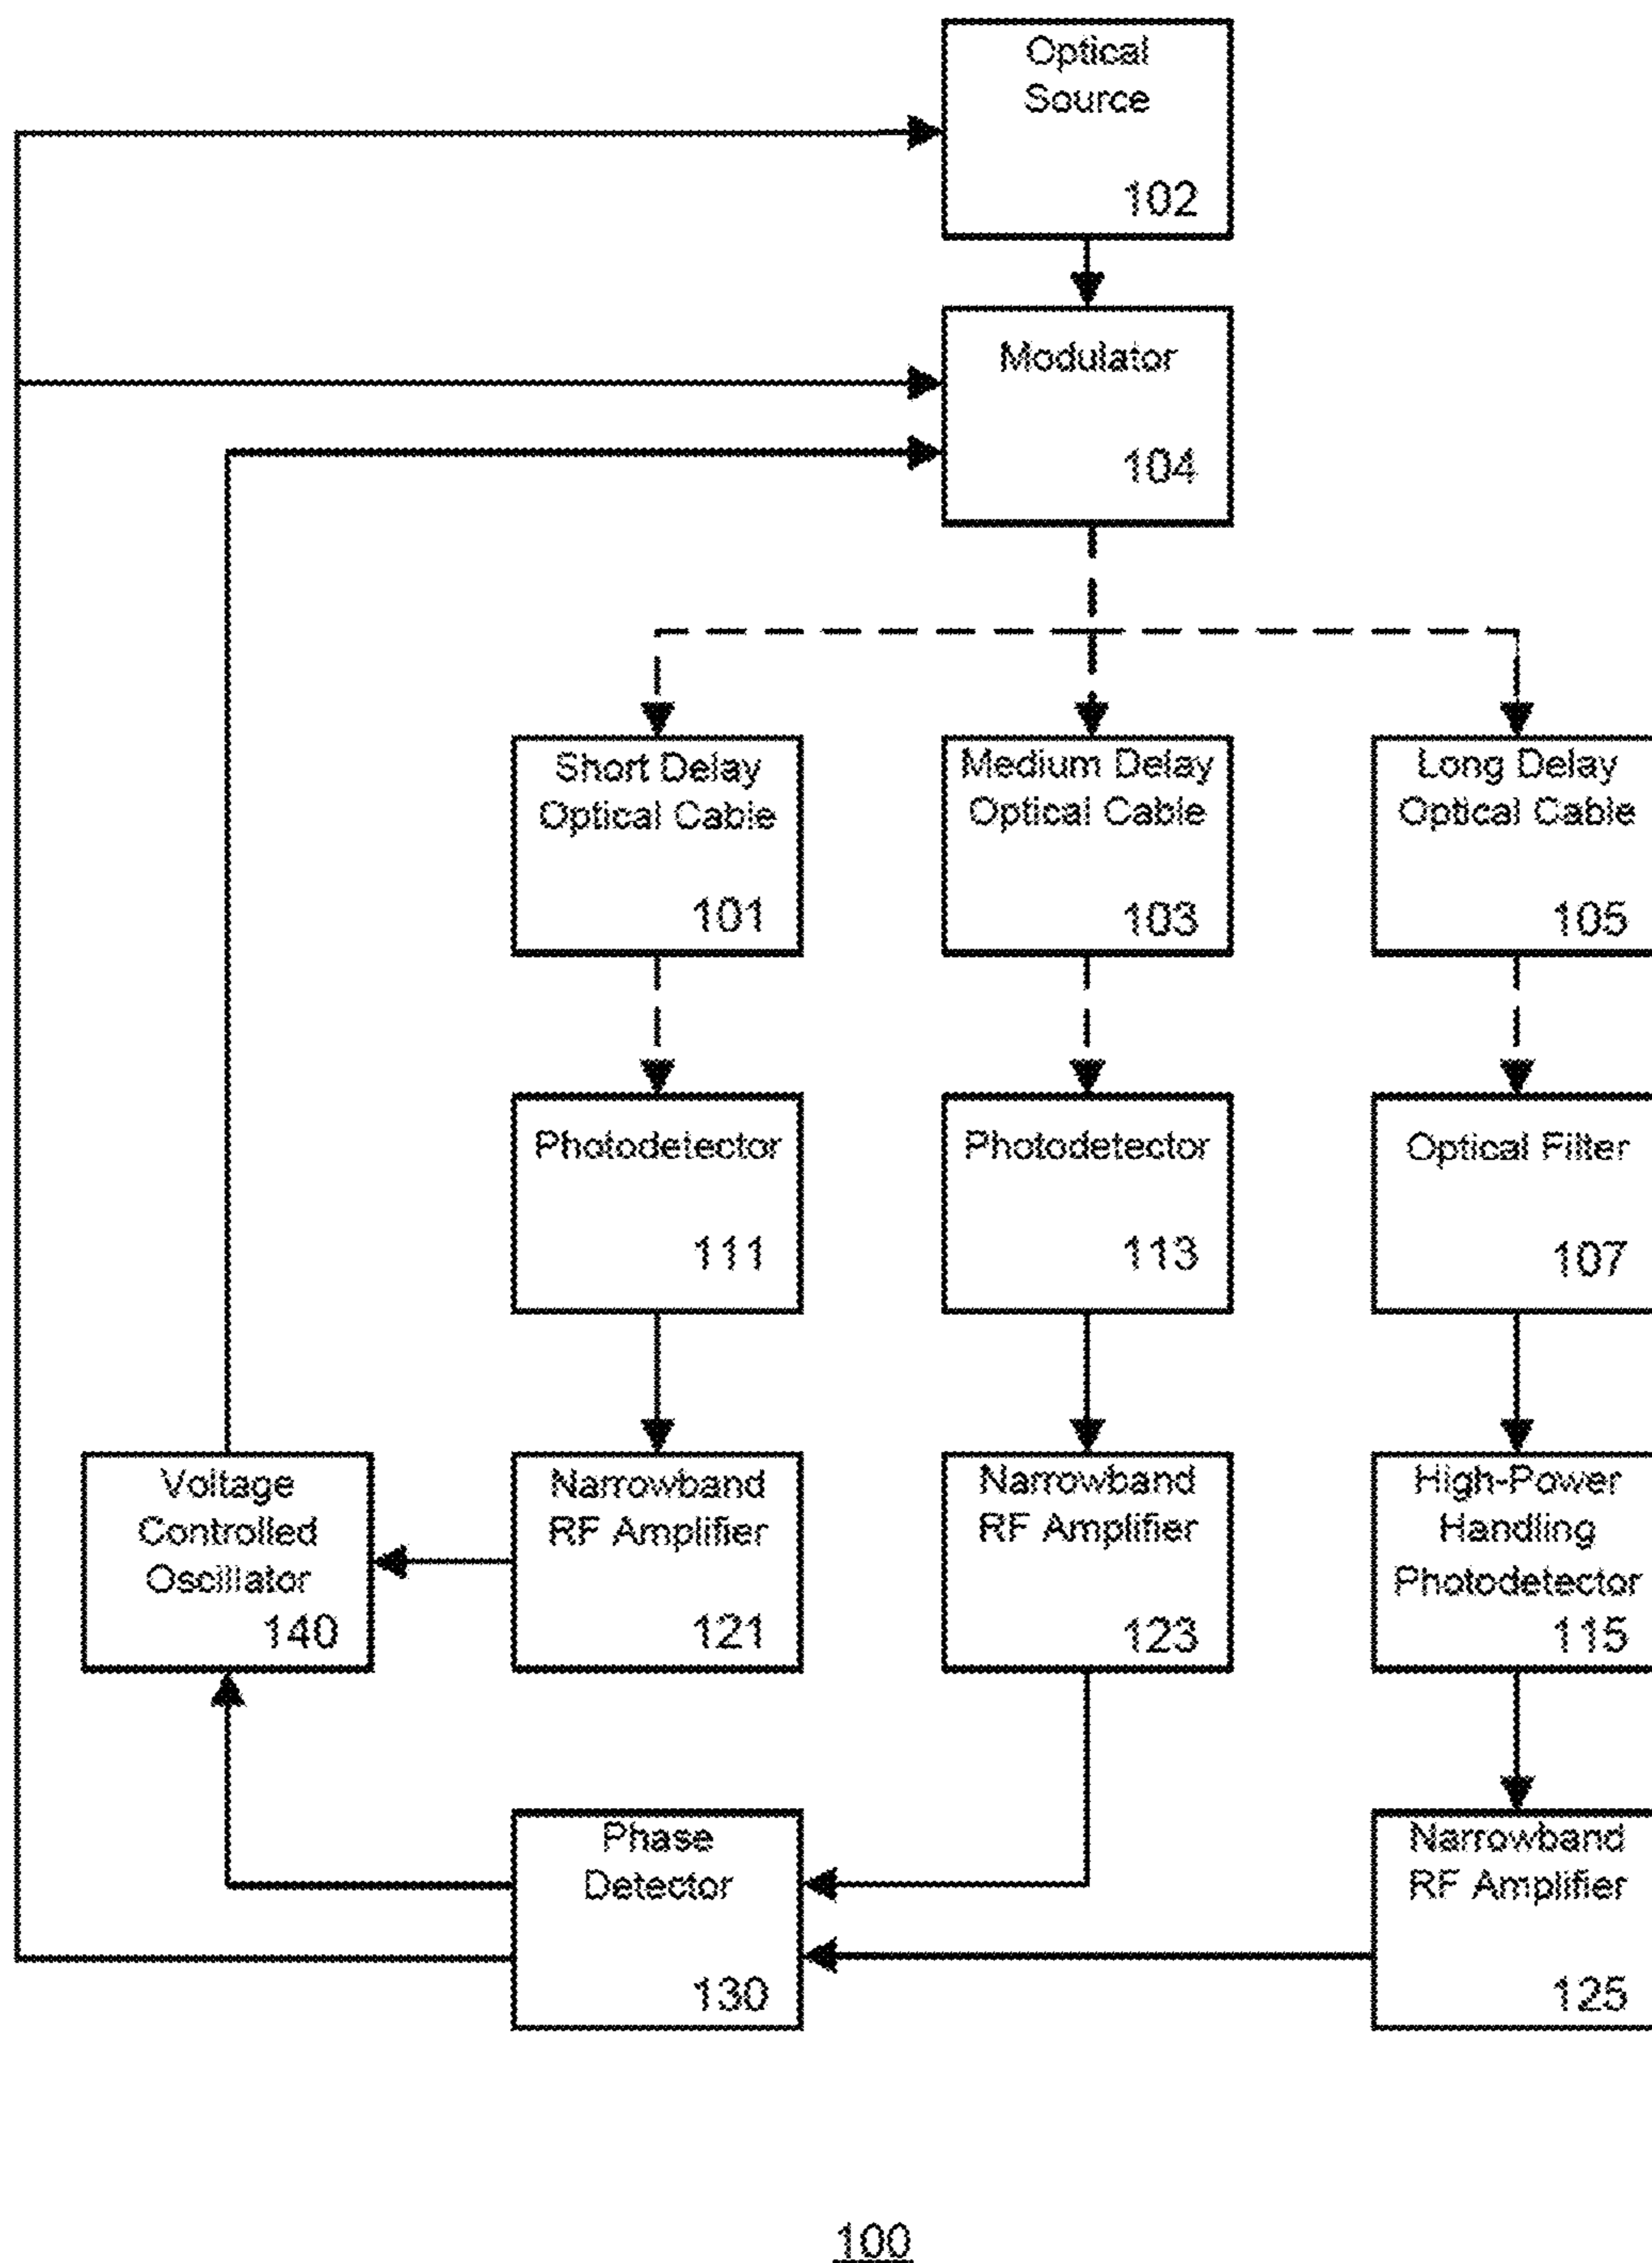 Optical
Source
102
Modulator
104
Short Delay
Optical Cable
101
Medium Delay
Optical Cable
103
Long Delay
Optical Cable
105
Photodetector
111
Photodetector
113
Optical Filter
107
Voltage
Controlled
Oscillator
140
Narrowband
RF Amplifier
121
Narrowband
RF Amplifier
123
High-Power
Handling
Photodetector
115
Phase
Detector
130
Narrowband
RF Amplifier
125
100